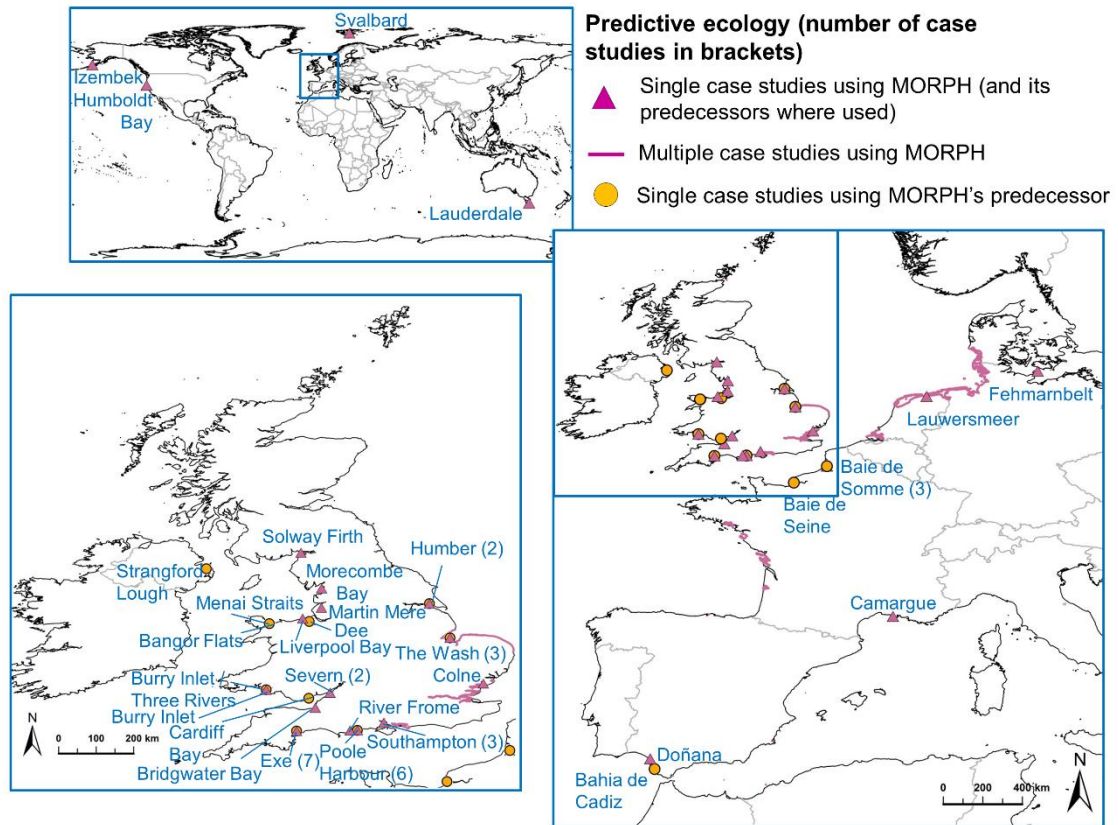 Svalbard
Izembek
Humboldt
Bay
Lauderdale
Predictive ecology (number of case
studies in brackets)
Single case studies using MORPH (and its
predecessors where used)
Multiple case studies using MORPH
Single case studies using MORPH's predecessor
Solway Firth
Humber (2)
Strangford
Lough
Morecombe
Bay
Menai Straits
Martin Mere
Dee
Bangor Flats
Liverpool Bay
The Wash (3)
Burry Inlet
Severn (2)
Colne
Three Rivers
Burry Inlet
River Frome
Cardiff
Bay
Poole
Harbour (6)
Southampton (3)
Exe (7)
Bridgwater Bay
N
0 100 200 km
Fehmarnbelt
Lauwersmeer
Baie de
Somme (3)
Baie de
Seine
Camargue
Doñana
Bahia de
Cadiz
N
0 200 400 km